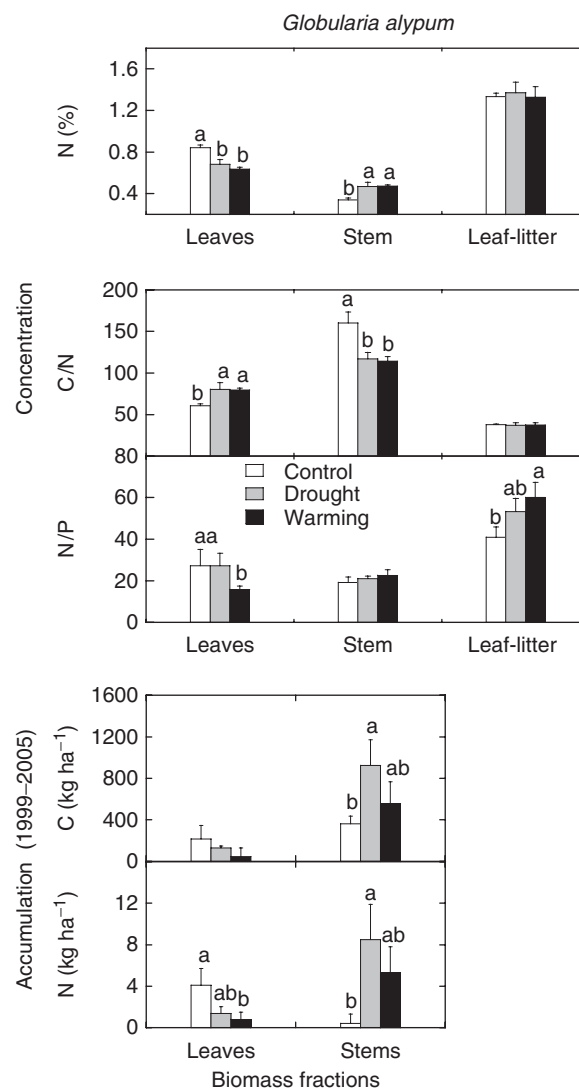 Globularia alypum
N (%)
1.6
1.2
0.8
0.4
a
b
b
b
a
a
Leaves
Stem
Leaf-litter
Concentration
C/N
200
150
100
50
b
a
a
a
b
b
N/P
80
60
40
20
0
Control
Drought
Warming
aa
b
b
ab
a
Leaves
Stem
Leaf-litter
Accumulation (1999–2005)
C (kg ha−1)
1600
1200
800
400
0
b
a
ab
N (kg ha−1)
12
8
4
0
a
ab
b
b
a
ab
Leaves
Stems
Biomass fractions